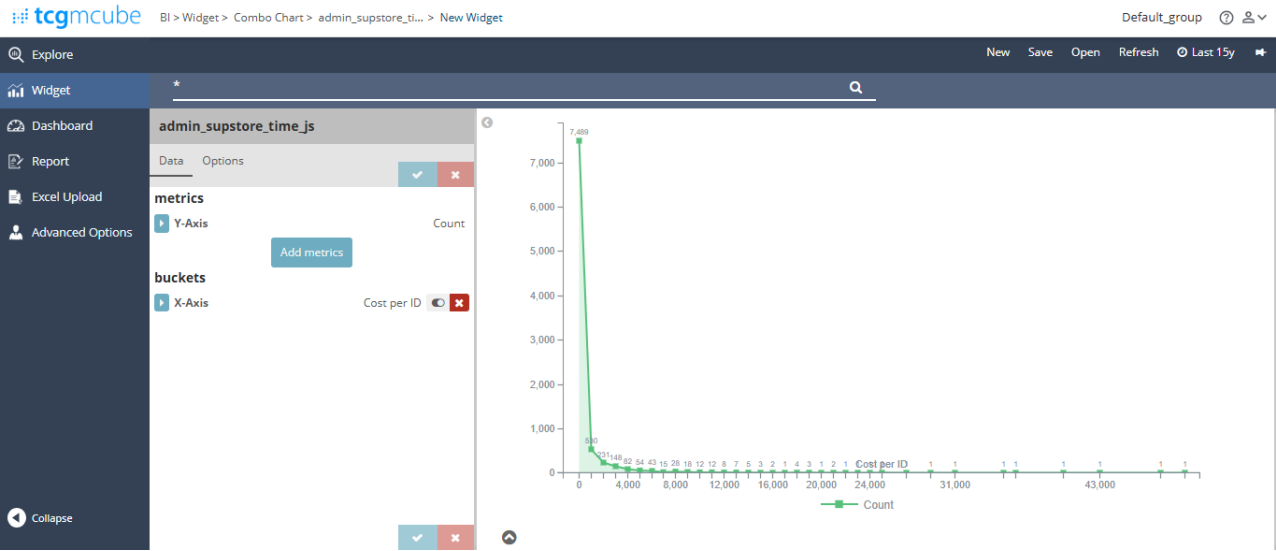 tcgmcube
BI > Widget > Combo Chart > admin_supstore_ti... > New Widget
Default_group
Explore
Widget
Dashboard
Report
Excel Upload
Advanced Options
Collapse
New Save Open Refresh Last 15y
*
admin_supstore_time_js
Data Options
metrics
Y-Axis Count
Add metrics
buckets
X-Axis Cost per ID
7,489
7,000
6,000
5,000
4,000
3,000
2,000
1,000
0
231 148 82 54 43 15 28 18 12 12 8 7 5 3 2 1 4 3 1 2 1 1 1 1 1 1 1 1 1
Cost per ID
0 4,000 8,000 12,000 16,000 20,000 24,000 31,000 43,000
Count